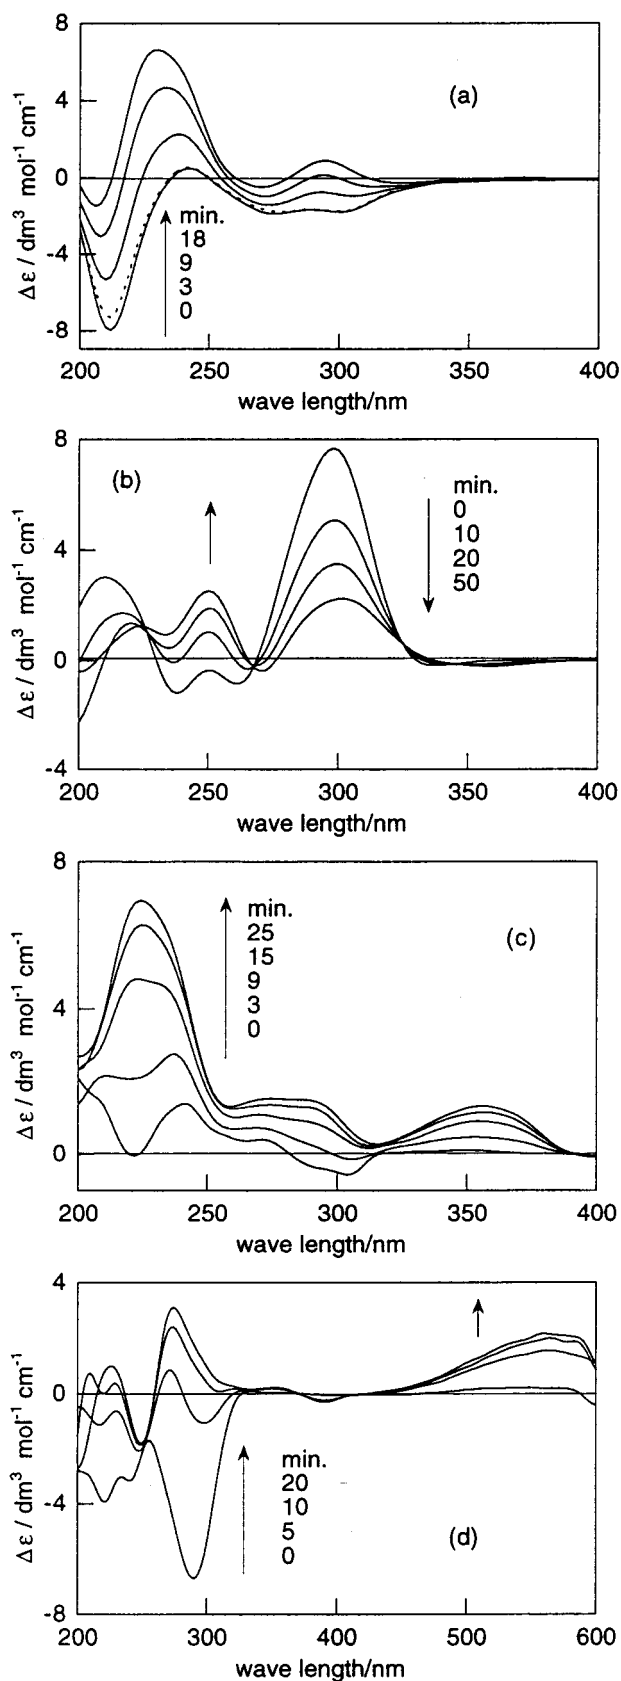 8
4
0
-4
-8
Δε / dm³ mol⁻¹ cm⁻¹
(a)
min.
18
9
3
0
200 250 300 350 400
wave length/nm
8
4
0
-4
Δε / dm³ mol⁻¹ cm⁻¹
(b)
min.
0
10
20
50
200 250 300 350 400
wave length/nm
8
4
0
Δε / dm³ mol⁻¹ cm⁻¹
min.
25
15
9
3
0
(c)
200 250 300 350 400
wave length/nm
4
0
-4
-8
Δε / dm³ mol⁻¹ cm⁻¹
min.
20
10
5
0
(d)
200 300 400 500 600
wave length/nm